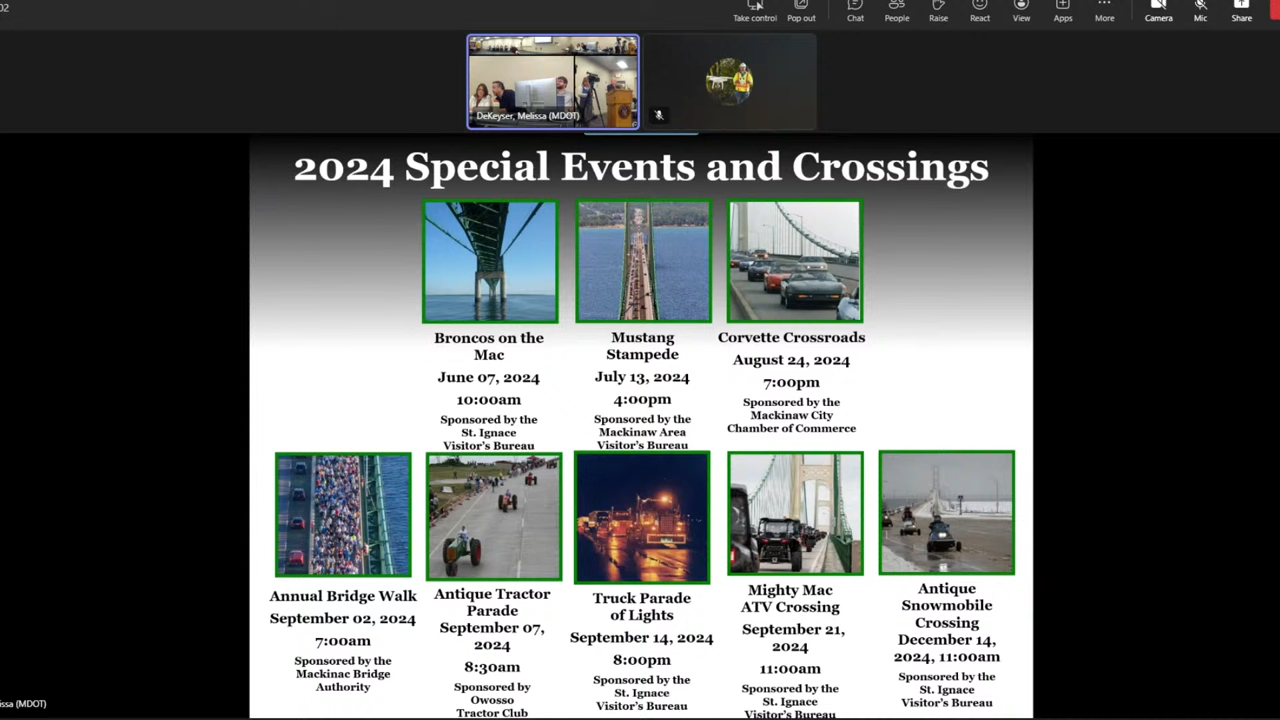 02
Take control
Pop out
Chat
People
Raise
React
View
Apps
More
Camera
Mic
Share
DeKeyser, Melissa (MDOT)
2024 Special Events and Crossings
Broncos on the
Mac
June 07, 2024
10:00am
Sponsored by the
St. Ignace
Visitor's Bureau
Mustang
Stampede
July 13, 2024
4:00pm
Sponsored by the
Mackinaw Area
Visitor's Bureau
Corvette Crossroads
August 24, 2024
7:00pm
Sponsored by the
Mackinaw City
Chamber of Commerce
Annual Bridge Walk
September 02, 2024
7:00am
Sponsored by the
Mackinac Bridge
Authority
Antique Tractor
Parade
September 07,
2024
8:30am
Sponsored by
Owosso
Tractor Club
Truck Parade
of Lights
September 14, 2024
8:00pm
Sponsored by the
St. Ignace
Visitor's Bureau
Mighty Mac
ATV Crossing
September 21,
2024
11:00am
Sponsored by the
St. Ignace
Visitor's Bureau
Antique
Snowmobile
Crossing
December 14,
2024, 11:00am
Sponsored by the
St. Ignace
Visitor's Bureau
issa (MDOT)